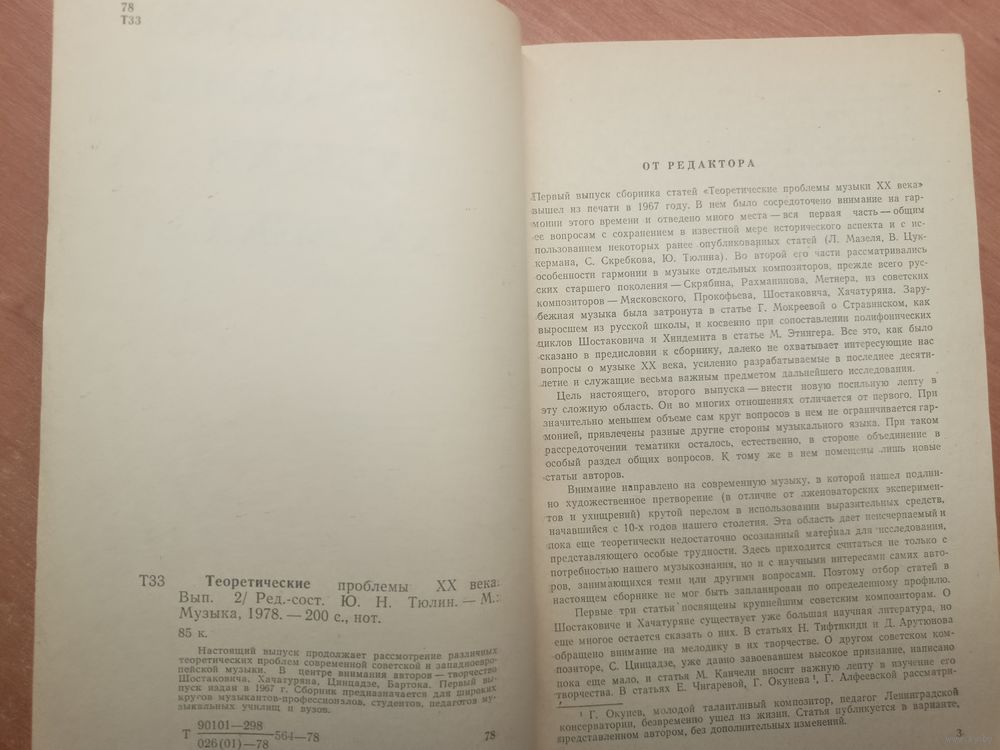 78
Т33
Т33 Теоретические проблемы XX века.
Вып. 2/ Ред.-сост. Ю. Н. Тюлин. — М.:
Музыка, 1978. — 200 с., нот.
85 к.
Настоящий выпуск продолжает рассмотрение различных
теоретических проблем современной советской и западноевро-
пейской музыки. В центре внимания авторов — творчество
Шостаковича, Хачатуряна, Цинцадзе, Бартока. Первый вы-
пуск издан в 1967 г. Сборник предназначается для широких
кругов музыкантов-профессионалов, студентов, педагогов му-
зыкальных училищ и вузов.
Т 90101—298
026(01)—78 564—78
78
ОТ РЕДАКТОРА
Первый выпуск сборника статей «Теоретические проблемы музыки XX века»
вышел из печати в 1967 году. В нем было сосредоточено внимание на гар-
монии этого времени и отведено много места — вся первая часть — общим
ее вопросам с сохранением в известной мере исторического аспекта и с ис-
пользованием некоторых ранее опубликованных статей (Л. Мазеля, В. Цук-
кермана, С. Скребкова, Ю. Тюлина). Во второй его части рассматривались
особенности гармонии в музыке отдельных композиторов, прежде всего рус-
ских старшего поколения — Скрябина, Рахманинова, Метнера, из советских
композиторов — Мясковского, Прокофьева, Шостаковича, Хачатуряна. Зару-
бежная музыка была затронута в статье Г. Мокреевой о Стравинском, как
выросшем из русской школы, и косвенно при сопоставлении полифонических
циклов Шостаковича и Хиндемита в статье М. Этингера. Все это, как было
сказано в предисловии к сборнику, далеко не охватывает интересующие нас
вопросы о музыке XX века, усиленно разрабатываемые в последнее десяти-
летие и служащие весьма важным предметом дальнейшего исследования.
Цель настоящего, второго выпуска — внести новую посильную лепту в
эту сложную область. Он во многих отношениях отличается от первого. При
значительно меньшем объеме сам круг вопросов в нем не ограничивается гар-
монией, привлечены разные другие стороны музыкального языка. При таком
рассредоточении тематики осталось, естественно, в стороне объединение в
особый раздел общих вопросов. К тому же в нем помещены лишь новые
статьи авторов.
Внимание направлено на современную музыку, в которой нашел подлин-
но художественное претворение (в отличие от лженоваторских эксперимен-
тов и ухищрений) крутой перелом в использовании выразительных средств,
начавшийся с 10-х годов нашего столетия. Эта область дает неисчерпаемый и
пока еще теоретически недостаточно осознанный материал для исследования,
представляющего особые трудности. Здесь приходится считаться не только с
потребностью нашего музыкознания, но и с научными интересами самих авто-
ров, занимающихся теми или другими вопросами. Поэтому отбор статей в
настоящем сборнике не мог быть запланирован по определенному профилю.
Первые три статьи посвящены крупнейшим советским композиторам. О
Шостаковиче и Хачатуряне существует уже большая научная литература, но
еще многое остается сказать о них. В статьях Н. Тифтикиди и Д. Арутюнова
обращено внимание на мелодику в их творчестве. О другом советском ком-
позиторе, С. Цинцадзе, уже давно завоевавшем высокое признание, написано
пока еще мало, и статья М. Канчели вносит важную лепту в изучение его
творчества. В статьях Е. Чигаревой, Г. Окунева ¹, Г. Алфеевской рассматри-
¹ Г. Окунев, молодой талантливый композитор, педагог Ленинградской
консерватории, безвременно ушел из жизни. Статья публикуется в варианте,
представленном автором, без дополнительных изменений.
3